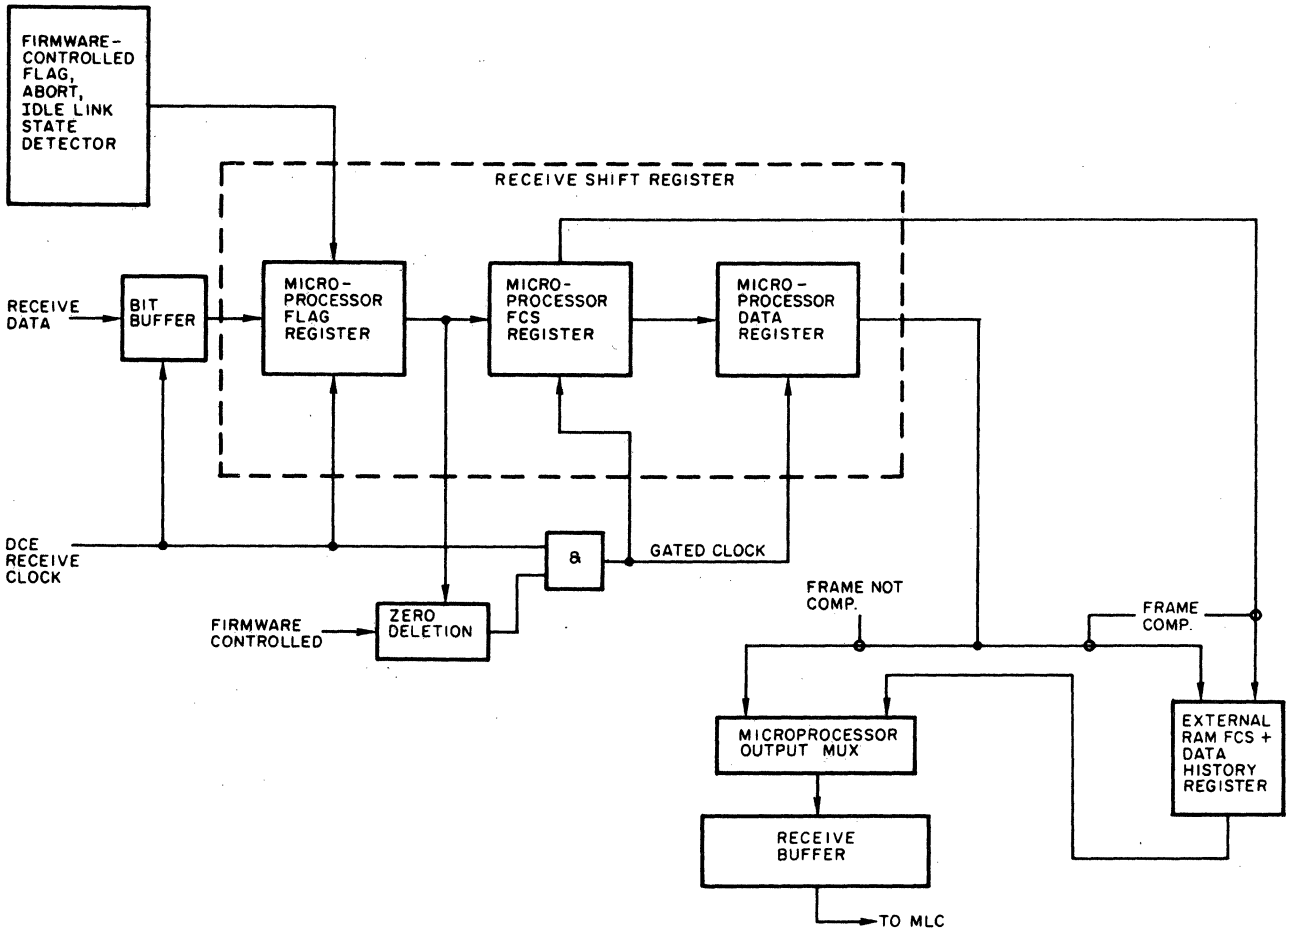 FIRMWARE-
CONTROLLED
FLAG,
ABORT,
IDLE LINK
STATE
DETECTOR
RECEIVE SHIFT REGISTER
RECEIVE
DATA
BIT
BUFFER
MICRO-
PROCESSOR
FLAG
REGISTER
MICRO-
PROCESSOR
FCS
REGISTER
MICRO-
PROCESSOR
DATA
REGISTER
DCE
RECEIVE
CLOCK
&
GATED CLOCK
FIRMWARE
CONTROLLED
ZERO
DELETION
FRAME NOT
COMP.
FRAME
COMP.
MICROPROCESSOR
OUTPUT MUX
EXTERNAL
RAM FCS +
DATA
HISTORY
REGISTER
RECEIVE
BUFFER
TO MLC